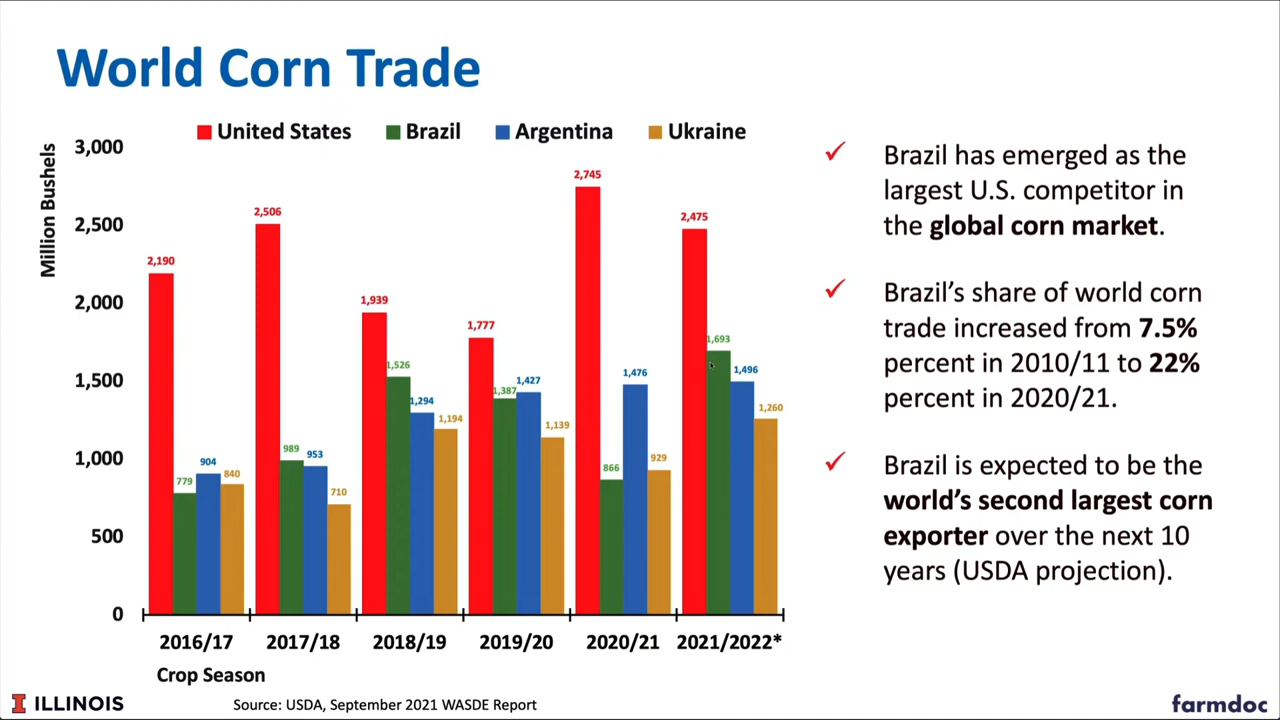 World Corn Trade
United States Brazil Argentina Ukraine
Million Bushels
3,000
2,500
2,000
1,500
1,000
500
0
2,190
779
904
840
2,506
989
953
710
1,939
1,526
1,294
1,194
1,777
1,387
1,427
1,139
2,745
866
1,476
929
2,475
1,693
1,496
1,260
2016/17 2017/18 2018/19 2019/20 2020/21 2021/2022*
Crop Season
Brazil has emerged as the
largest U.S. competitor in
the global corn market.
Brazil’s share of world corn
trade increased from 7.5%
percent in 2010/11 to 22%
percent in 2020/21.
Brazil is expected to be the
world’s second largest corn
exporter over the next 10
years (USDA projection).
I ILLINOIS
Source: USDA, September 2021 WASDE Report
farmdoc